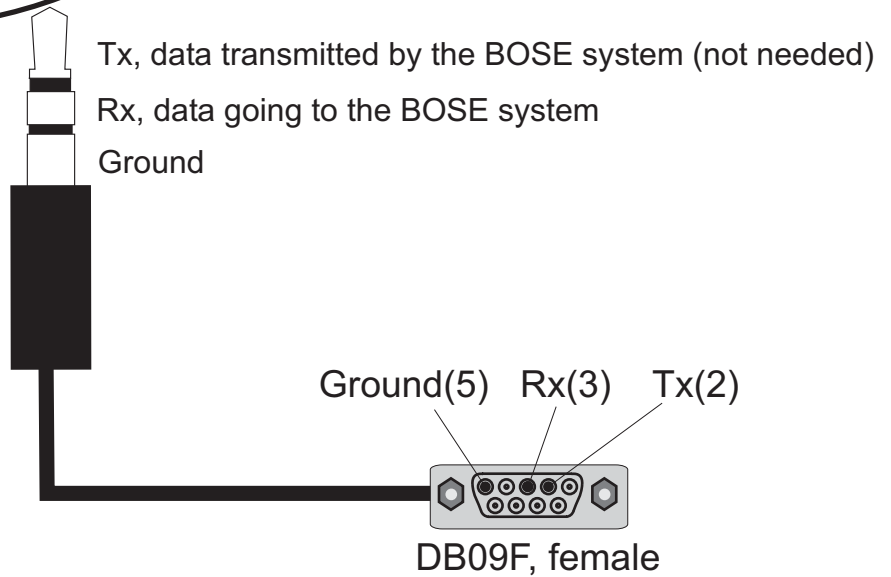 Tx, data transmitted by the BOSE system (not needed)
Rx, data going to the BOSE system
Ground
Ground(5) Rx(3) Tx(2)
DB09F, female